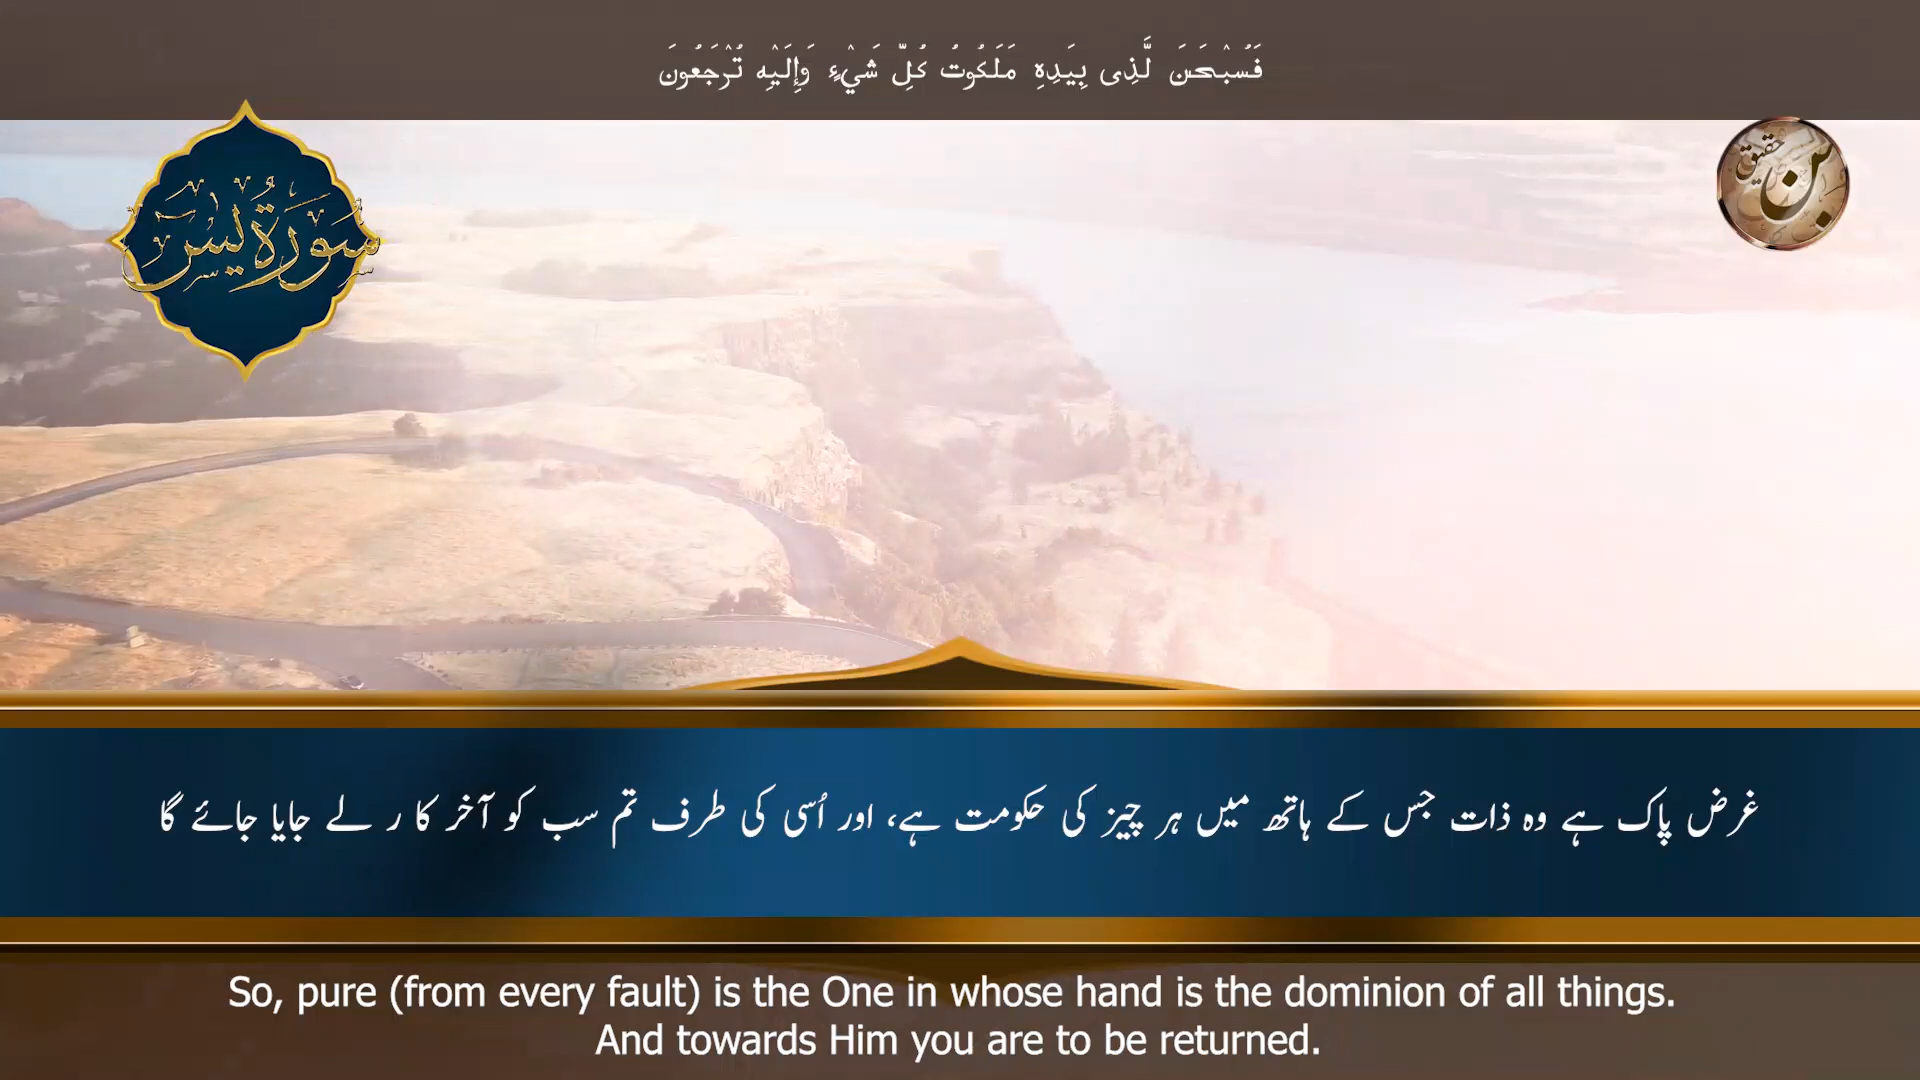 فَسُبْحَـٰنَ ٱلَّذِى بِيَدِهِۦ مَلَكُوتُ كُلِّ شَىْءٍۢ وَإِلَيْهِ تُرْجَعُونَ
سورة يس
غرض پاک ہے وہ ذات جس کے ہاتھ میں ہر چیز کی حکومت ہے، اور اُسی کی طرف تم سب کو آخر کا ر لے جایا جائے گا
So, pure (from every fault) is the One in whose hand is the dominion of all things.
And towards Him you are to be returned.